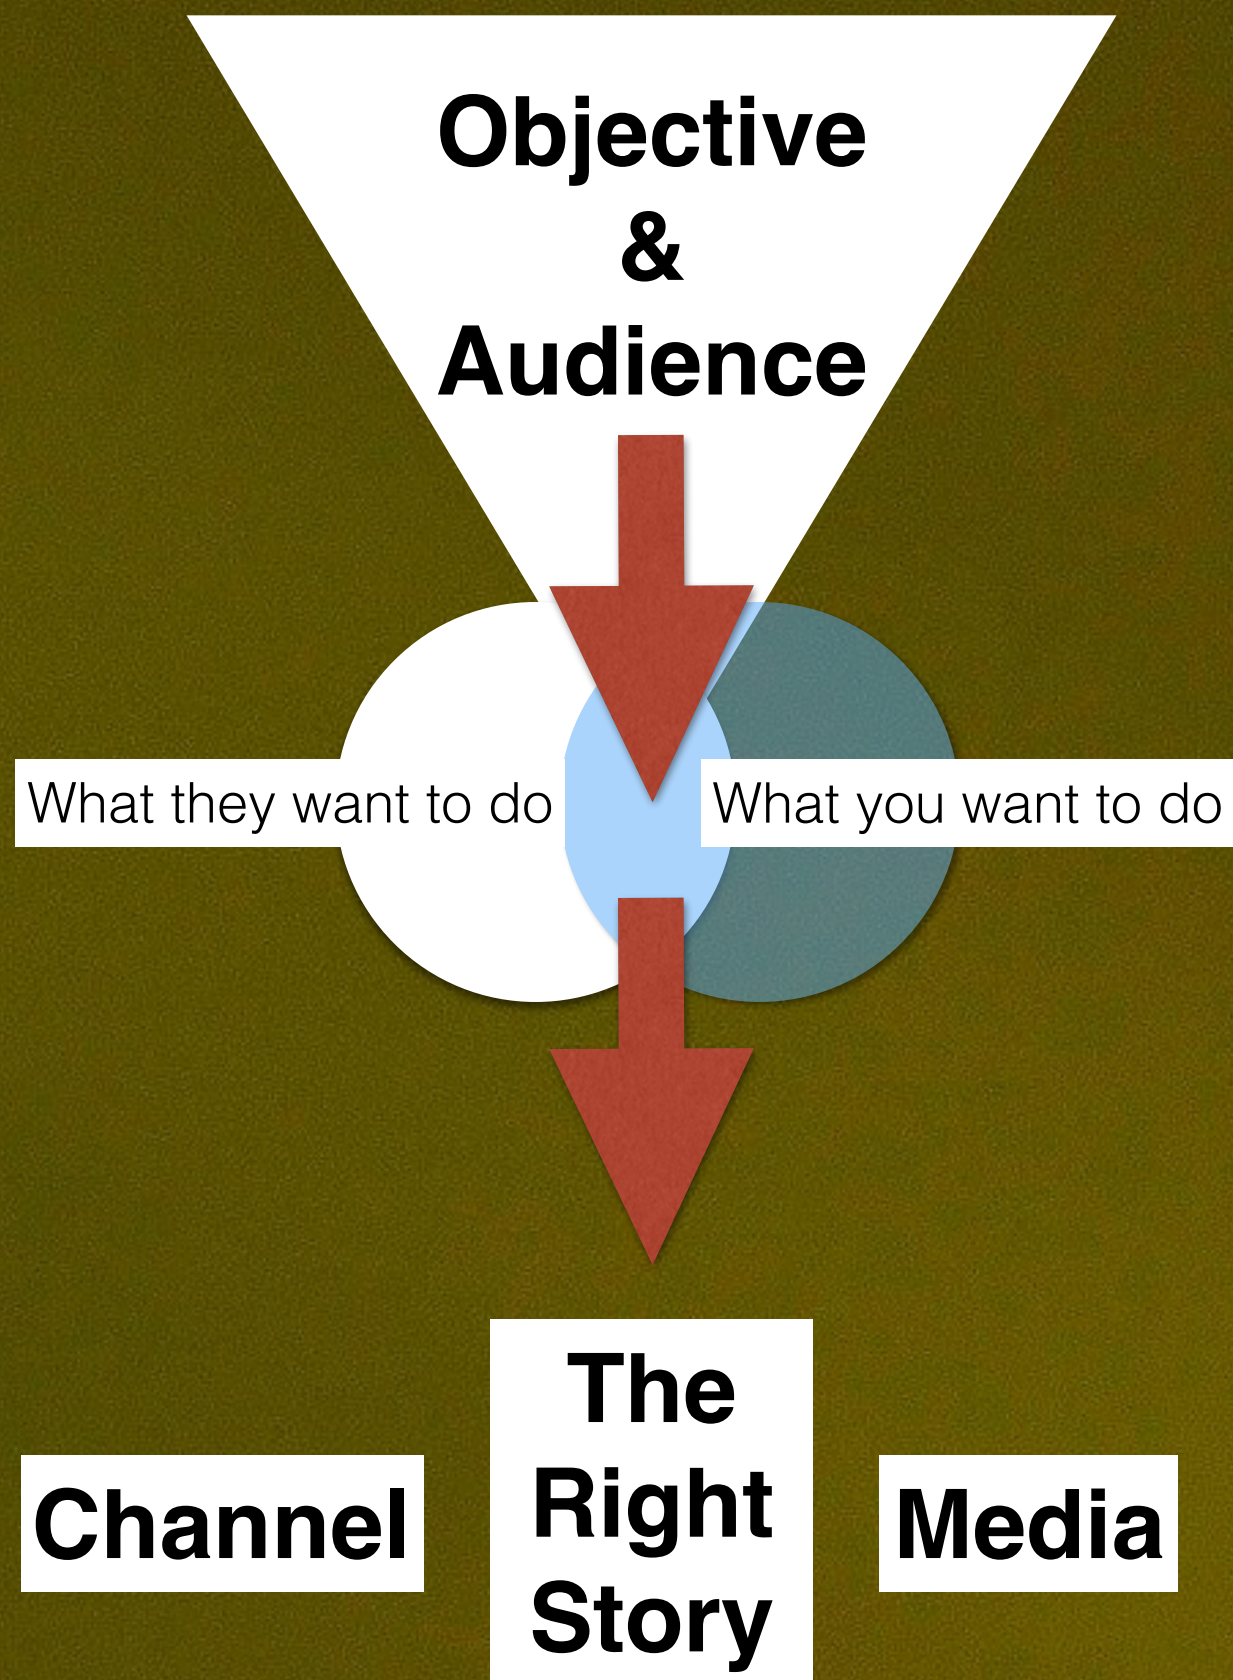 Objective
&
Audience
What they want to do
What you want to do
The
Right
Story
Channel
Media